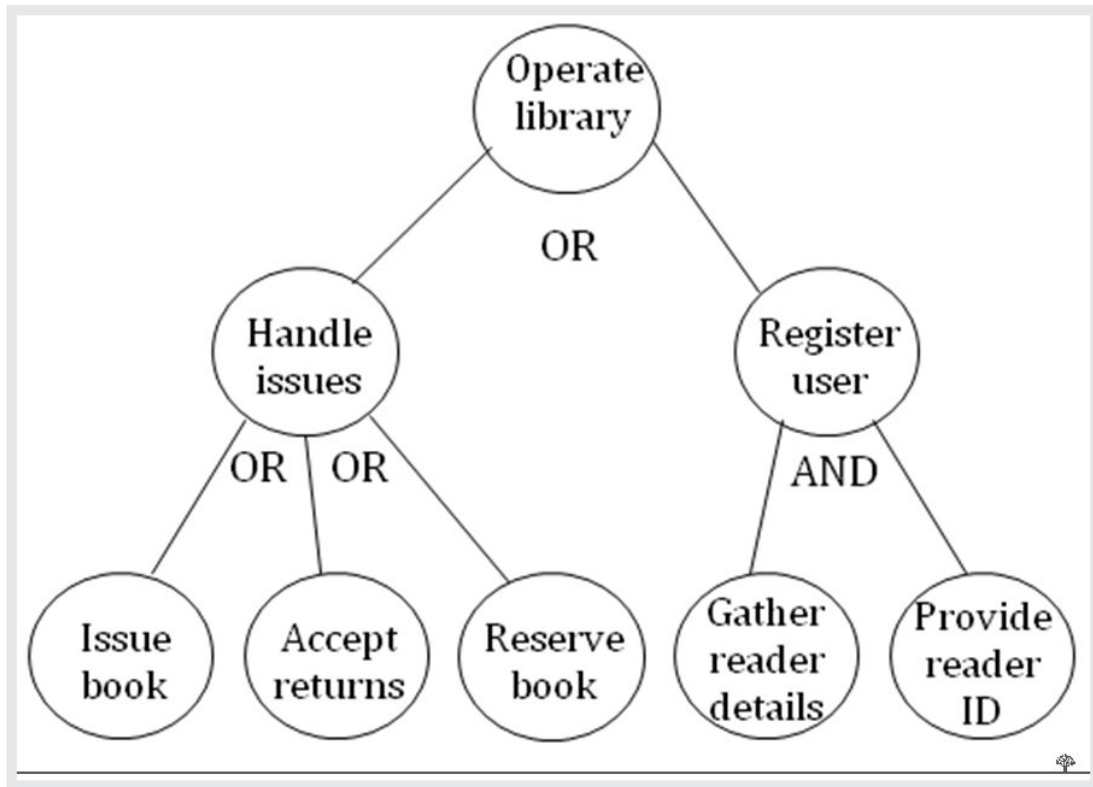 Operate
library
OR
Handle
issues
Register
user
OR OR
AND
Issue
book
Accept
returns
Reserve
book
Gather
reader
details
Provide
reader
ID